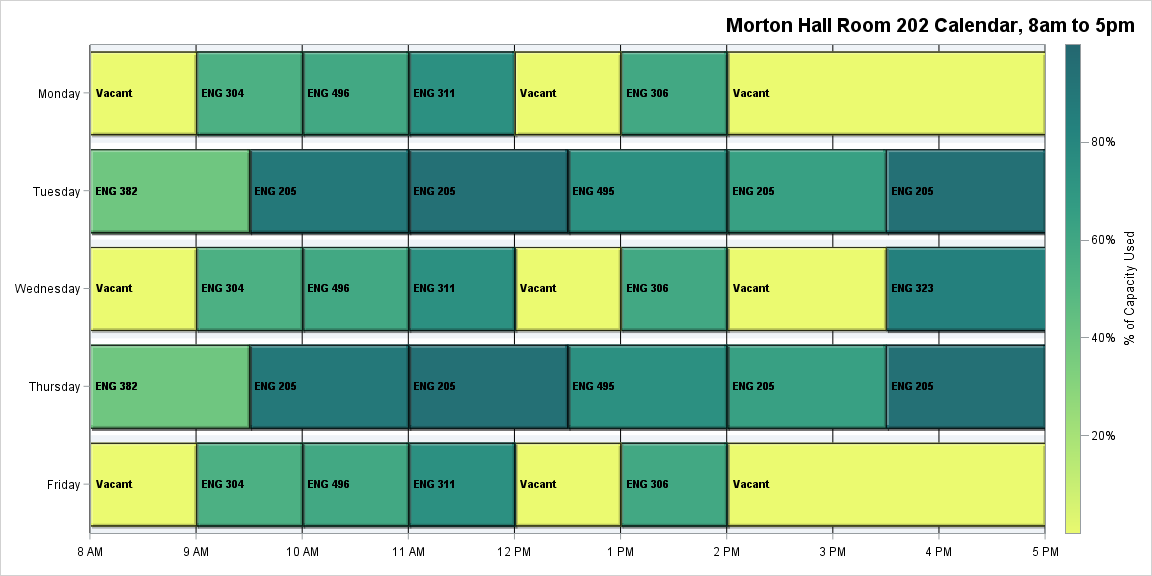 Morton Hall Room 202 Calendar, 8am to 5pm
Monday Vacant ENG 304 ENG 496 ENG 311 Vacant ENG 306 Vacant
Tuesday ENG 382 ENG 205 ENG 205 ENG 495 ENG 205 ENG 205
Wednesday Vacant ENG 304 ENG 496 ENG 311 Vacant ENG 306 Vacant ENG 323
Thursday ENG 382 ENG 205 ENG 205 ENG 495 ENG 205 ENG 205
Friday Vacant ENG 304 ENG 496 ENG 311 Vacant ENG 306 Vacant
8 AM 9 AM 10 AM 11 AM 12 PM 1 PM 2 PM 3 PM 4 PM 5 PM
80%
60%
40%
20%
% of Capacity Used